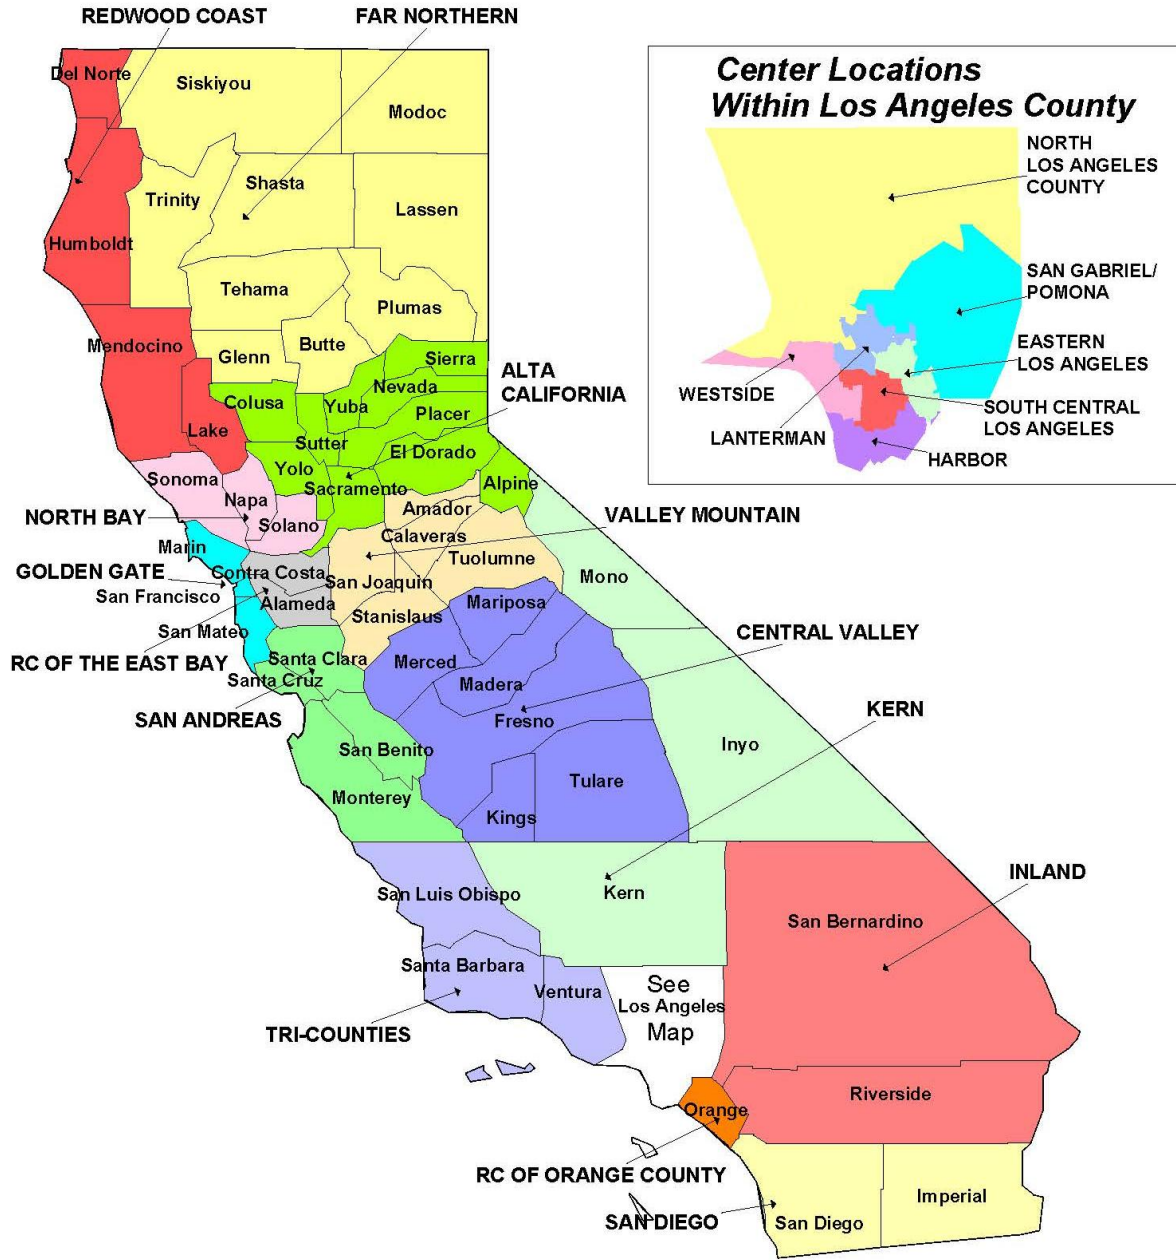 REDWOOD COAST
FAR NORTHERN
Center Locations
Within Los Angeles County
Del Norte
Siskiyou
Modoc
NORTH
LOS ANGELES
COUNTY
Trinity
Shasta
Lassen
Humboldt
SAN GABRIEL/
POMONA
Tehama
Plumas
EASTERN
LOS ANGELES
Mendocino
Glenn
Butte
Sierra
ALTA
CALIFORNIA
Nevada
WESTSIDE
Colusa
Yuba
Placer
SOUTH CENTRAL
LOS ANGELES
Lake
Sutter
El Dorado
LANTERMAN
HARBOR
Sonoma
Yolo
Sacramento
Alpine
Napa
Amador
NORTH BAY
Solano
Calaveras
VALLEY MOUNTAIN
Marin
Tuolumne
GOLDEN GATE
Contra Costa
San Joaquin
Mono
San Francisco
Alameda
Stanislaus
Mariposa
San Mateo
CENTRAL VALLEY
RC OF THE EAST BAY
Santa Clara
Merced
Santa Cruz
Madera
SAN ANDREAS
Fresno
KERN
San Benito
Inyo
Monterey
Tulare
Kings
INLAND
San Luis Obispo
Kern
San Bernardino
Santa Barbara
Ventura
See
Los Angeles
Map
TRI-COUNTIES
Riverside
Orange
RC OF ORANGE COUNTY
Imperial
SAN DIEGO
San Diego